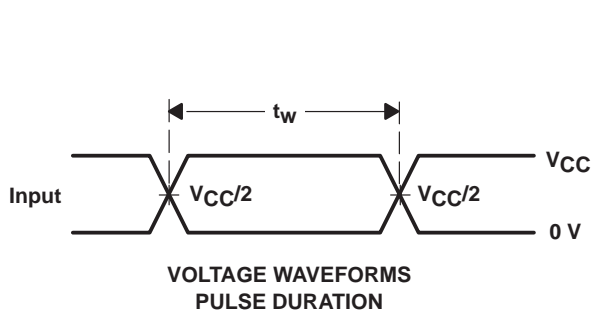 tw
VCC
Input
VCC/2
VCC/2
0 V
VOLTAGE WAVEFORMS
PULSE DURATION